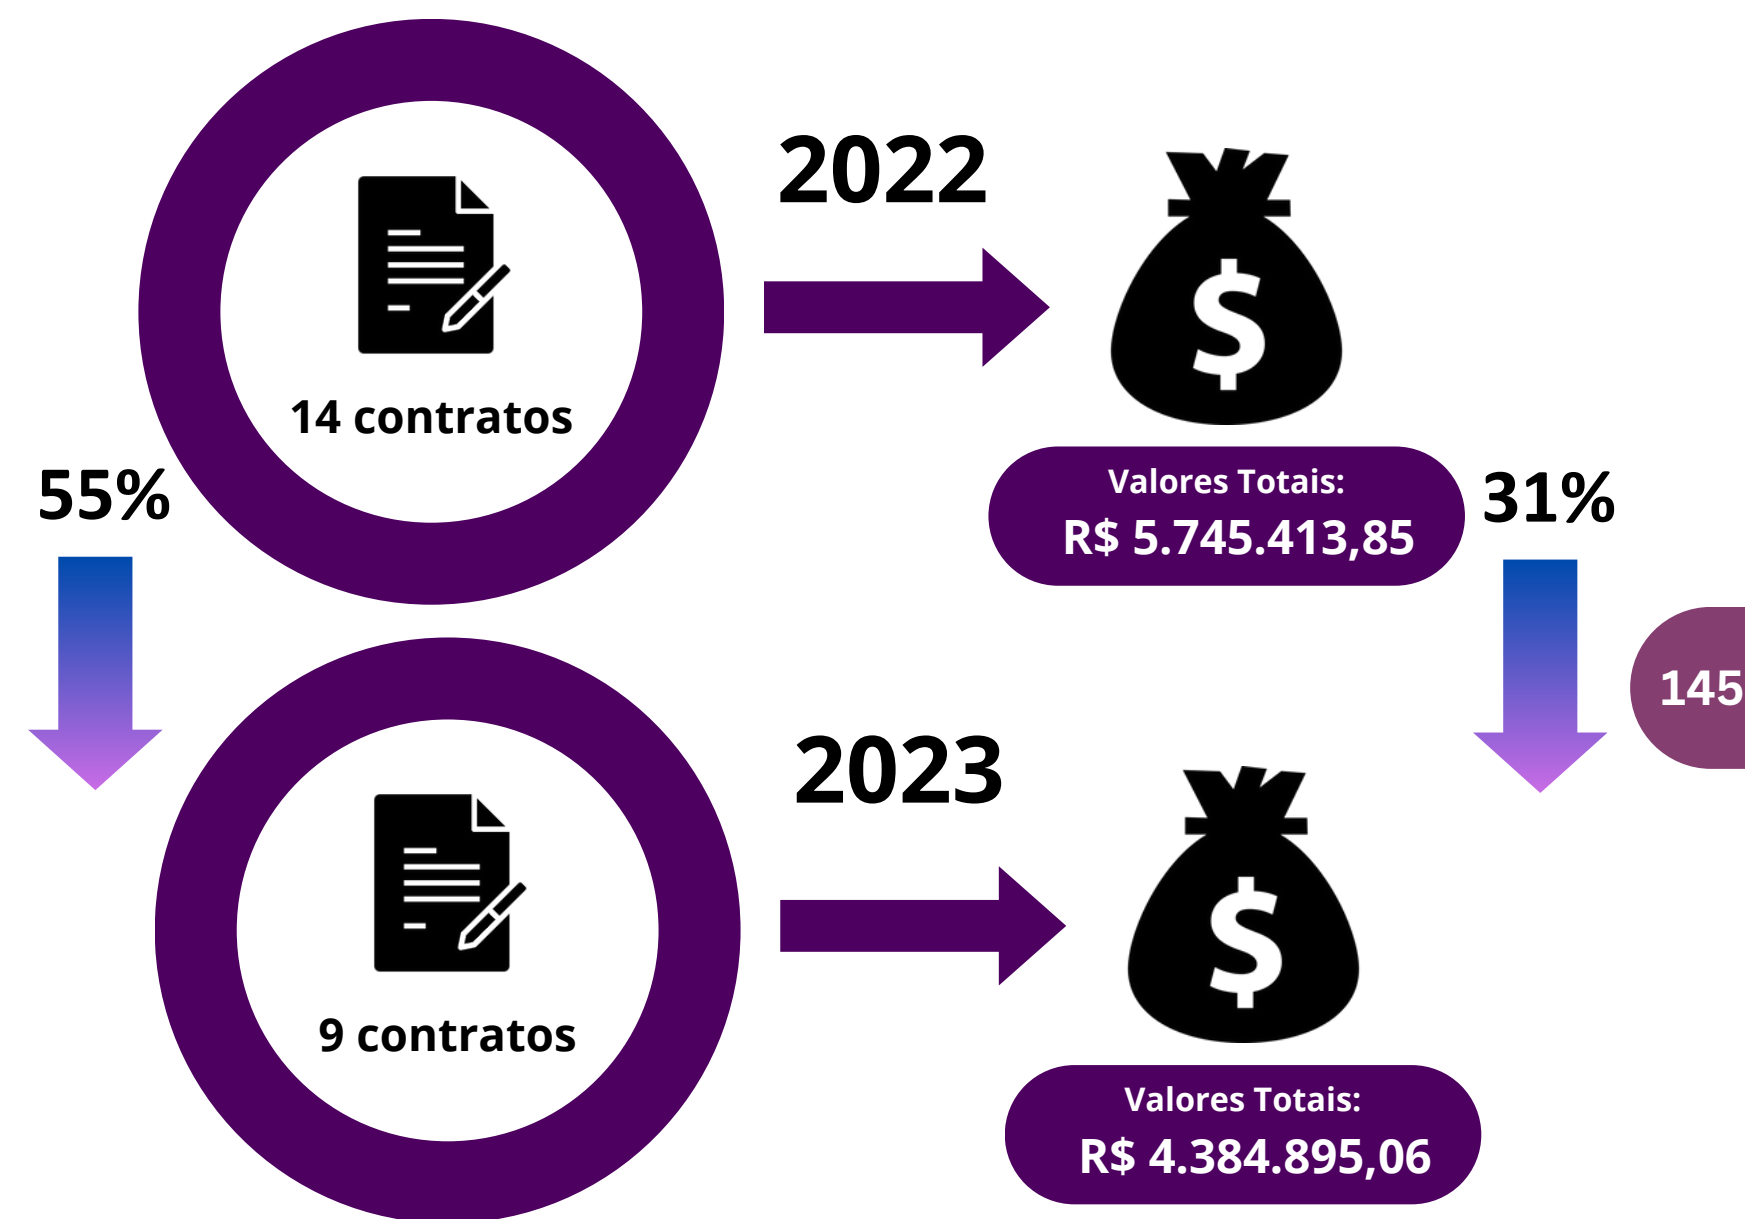 2022
14 contratos
55%
Valores Totais:
R$ 5.745.413,85
31%
145
2023
9 contratos
Valores Totais:
R$ 4.384.895,06